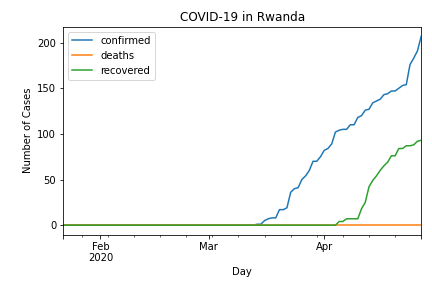 COVID-19 in Rwanda
confirmed
deaths
recovered
Number of Cases
200
150
100
50
0
Feb
2020
Mar
Apr
Day